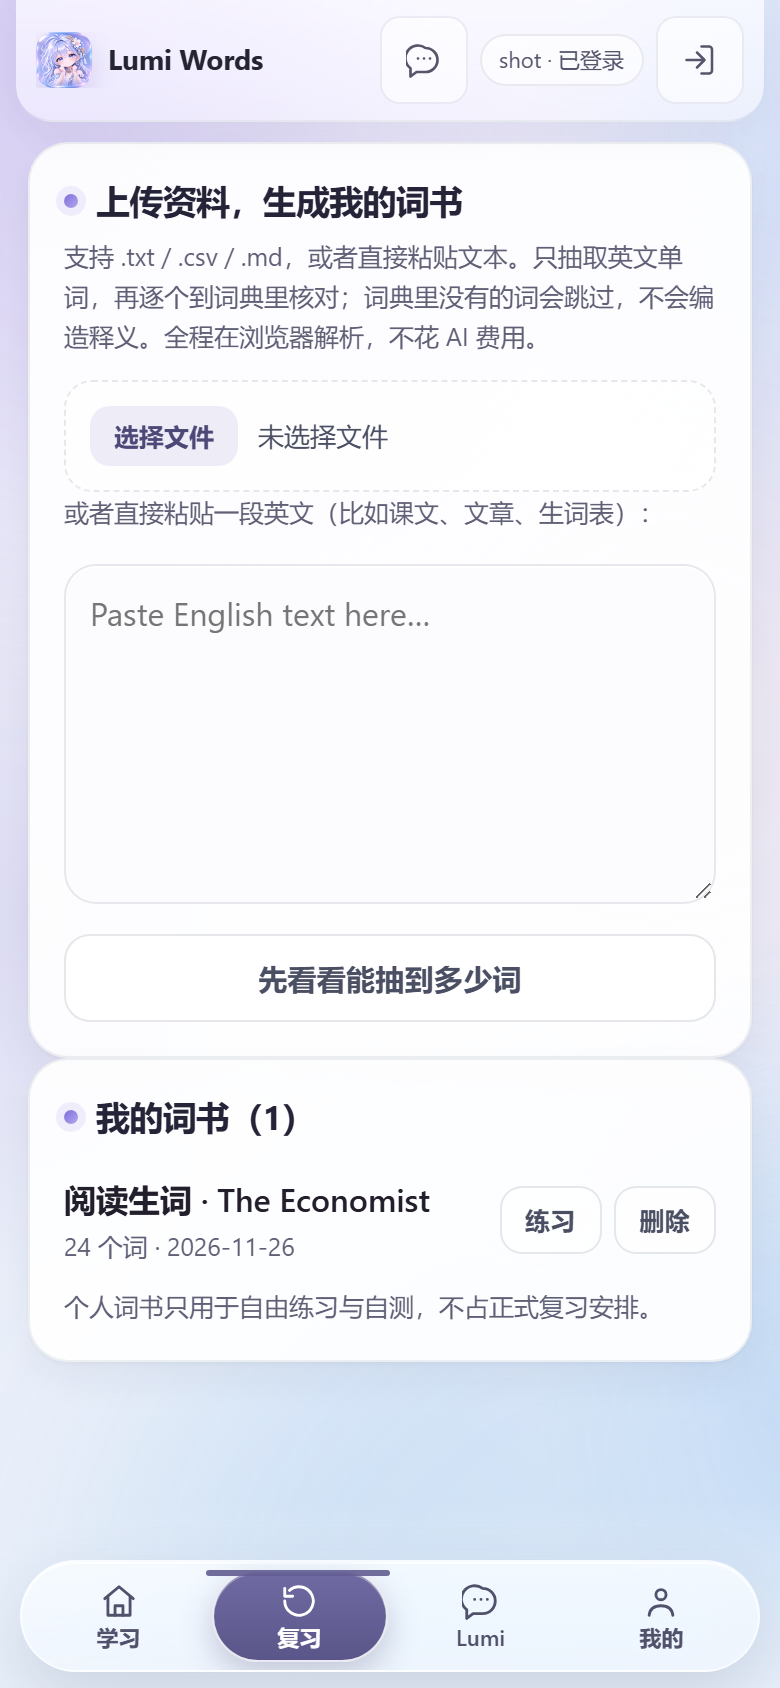 Lumi Words
shot · 已登录
上传资料，生成我的词书
支持 .txt / .csv / .md，或者直接粘贴文本。只抽取英文单
词，再逐个到词典里核对；词典里没有的词会跳过，不会编
造释义。全程在浏览器解析，不花 AI 费用。
选择文件 未选择文件
或者直接粘贴一段英文（比如课文、文章、生词表）：
Paste English text here...
先看看能抽到多少词
我的词书（1）
阅读生词 · The Economist
24 个词 · 2026-11-26
练习 删除
个人词书只用于自由练习与自测，不占正式复习安排。
学习 复习 Lumi 我的